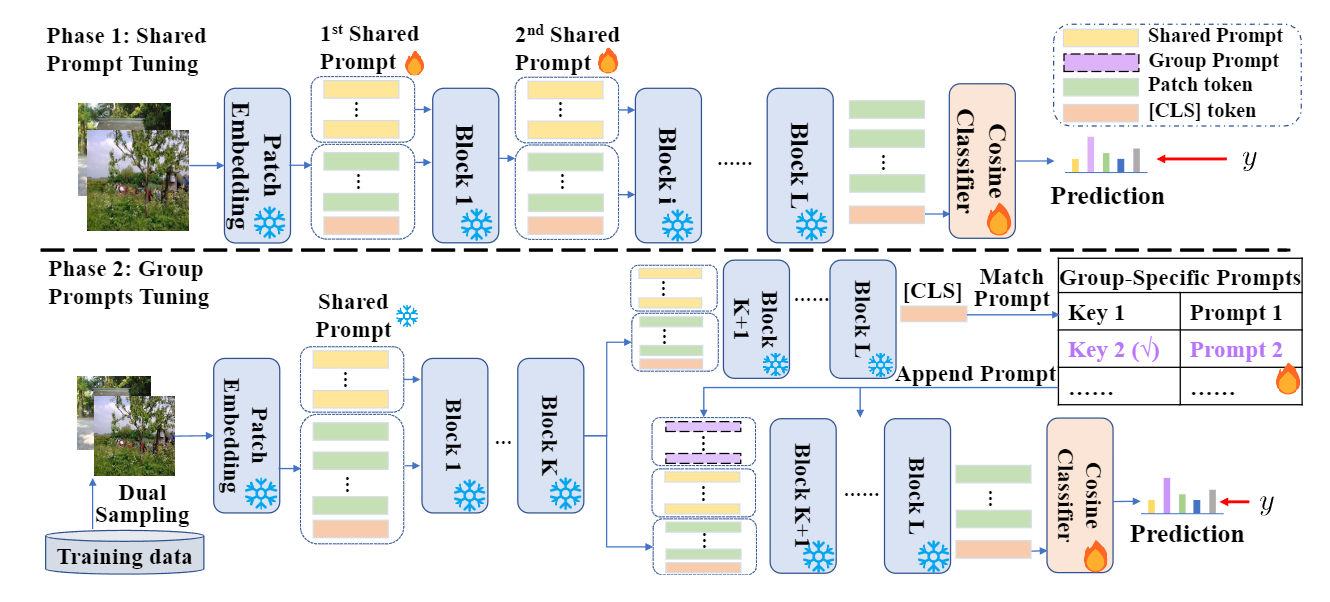 Phase 1: Shared
Prompt Tuning
1st Shared
Prompt
2nd Shared
Prompt
Shared Prompt
Group Prompt
Patch token
[CLS] token
Patch
Embedding
Block 1
Block i
......
Block L
Cosine
Classifier
y
Prediction
Phase 2: Group
Prompts Tuning
Shared
Prompt
Patch
Embedding
Block 1
...
Block K
Block
K+1
......
Block L
[CLS]
Match
Prompt
Group-Specific Prompts
Key 1 Prompt 1
Key 2 (√) Prompt 2
...... ......
Append Prompt
Block K+1
......
Block L
Cosine
Classifier
y
Prediction
Dual
Sampling
Training data